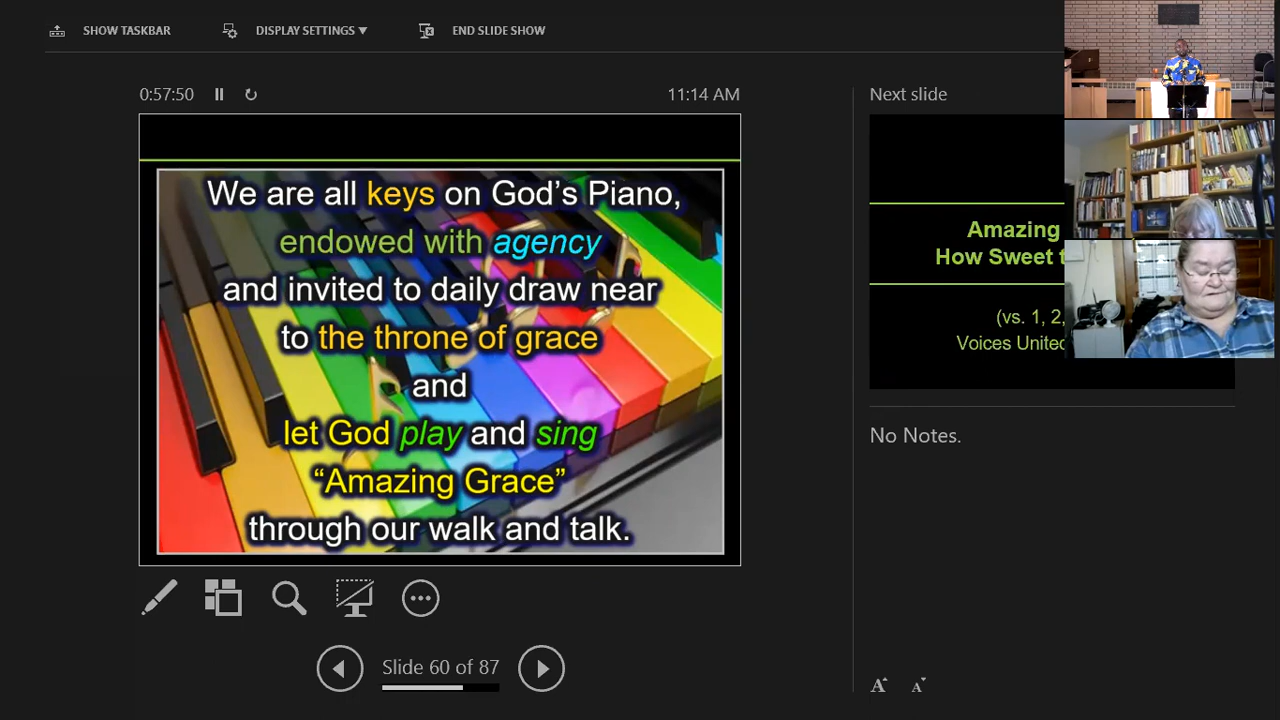 SHOW TASKBAR
DISPLAY SETTINGS ▾
END SLIDE SHOW
0:57:50
11:14 AM
We are all keys on God’s Piano,
endowed with agency
and invited to daily draw near
to the throne of grace
and
let God play and sing
“Amazing Grace”
through our walk and talk.
Slide 60 of 87
Next slide
Amazing
How Sweet
(vs. 1, 2,
Voices United
No Notes.
A A